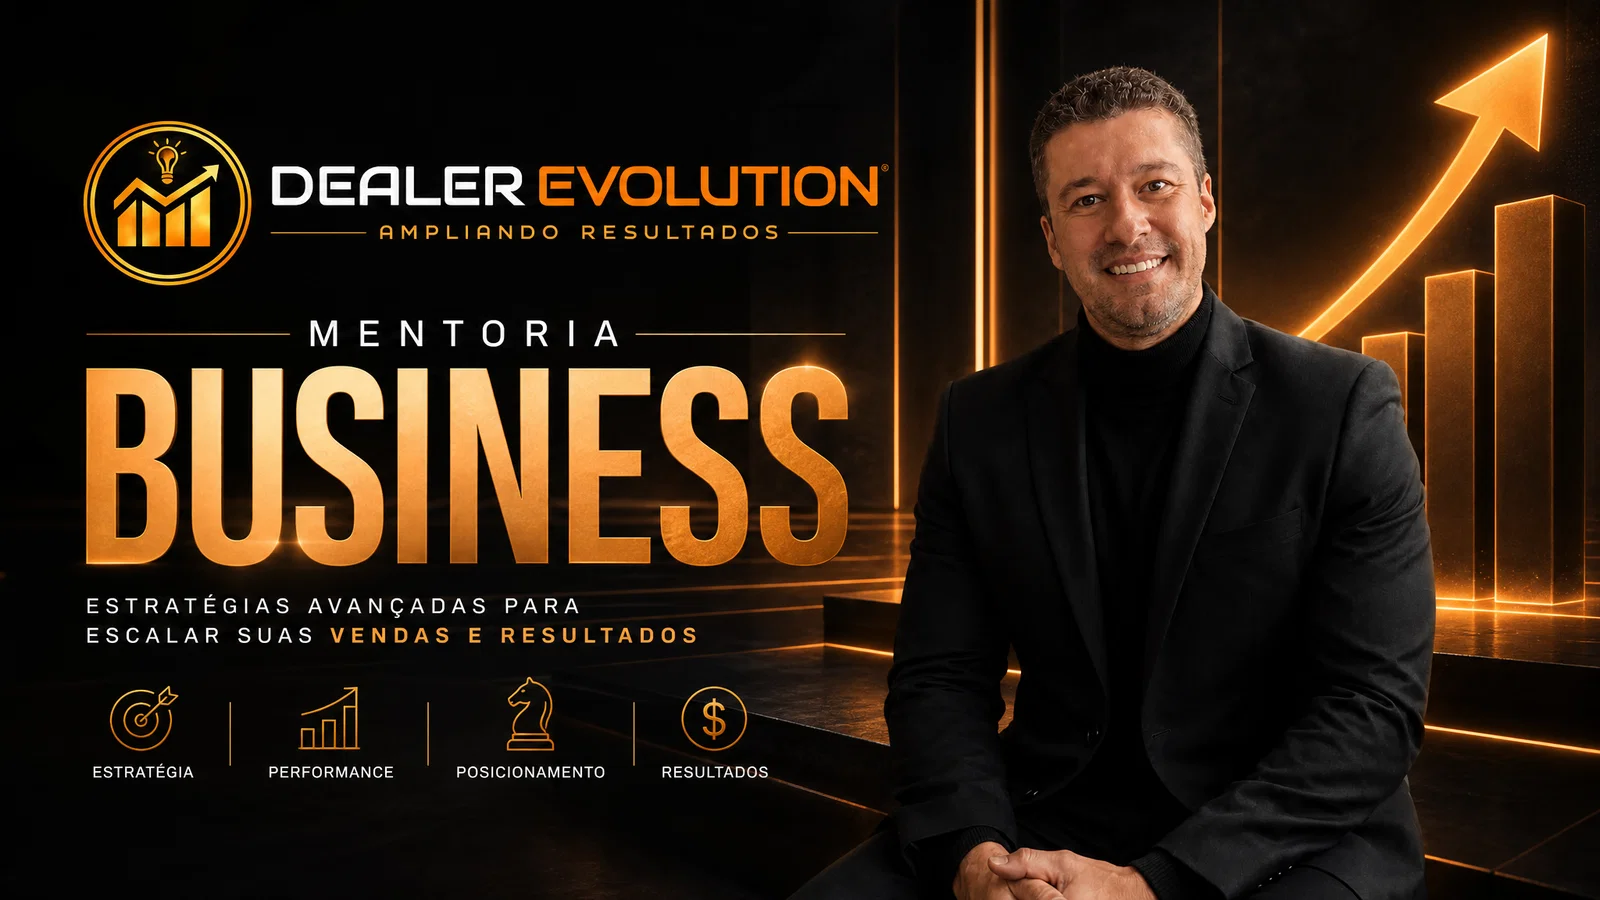 DEALER EVOLUTION®
AMPLIANDO RESULTADOS
MENTORIA
BUSINESS
ESTRATÉGIAS AVANÇADAS PARA
ESCALAR SUAS VENDAS E RESULTADOS
$
ESTRATÉGIA
PERFORMANCE
POSICIONAMENTO
RESULTADOS